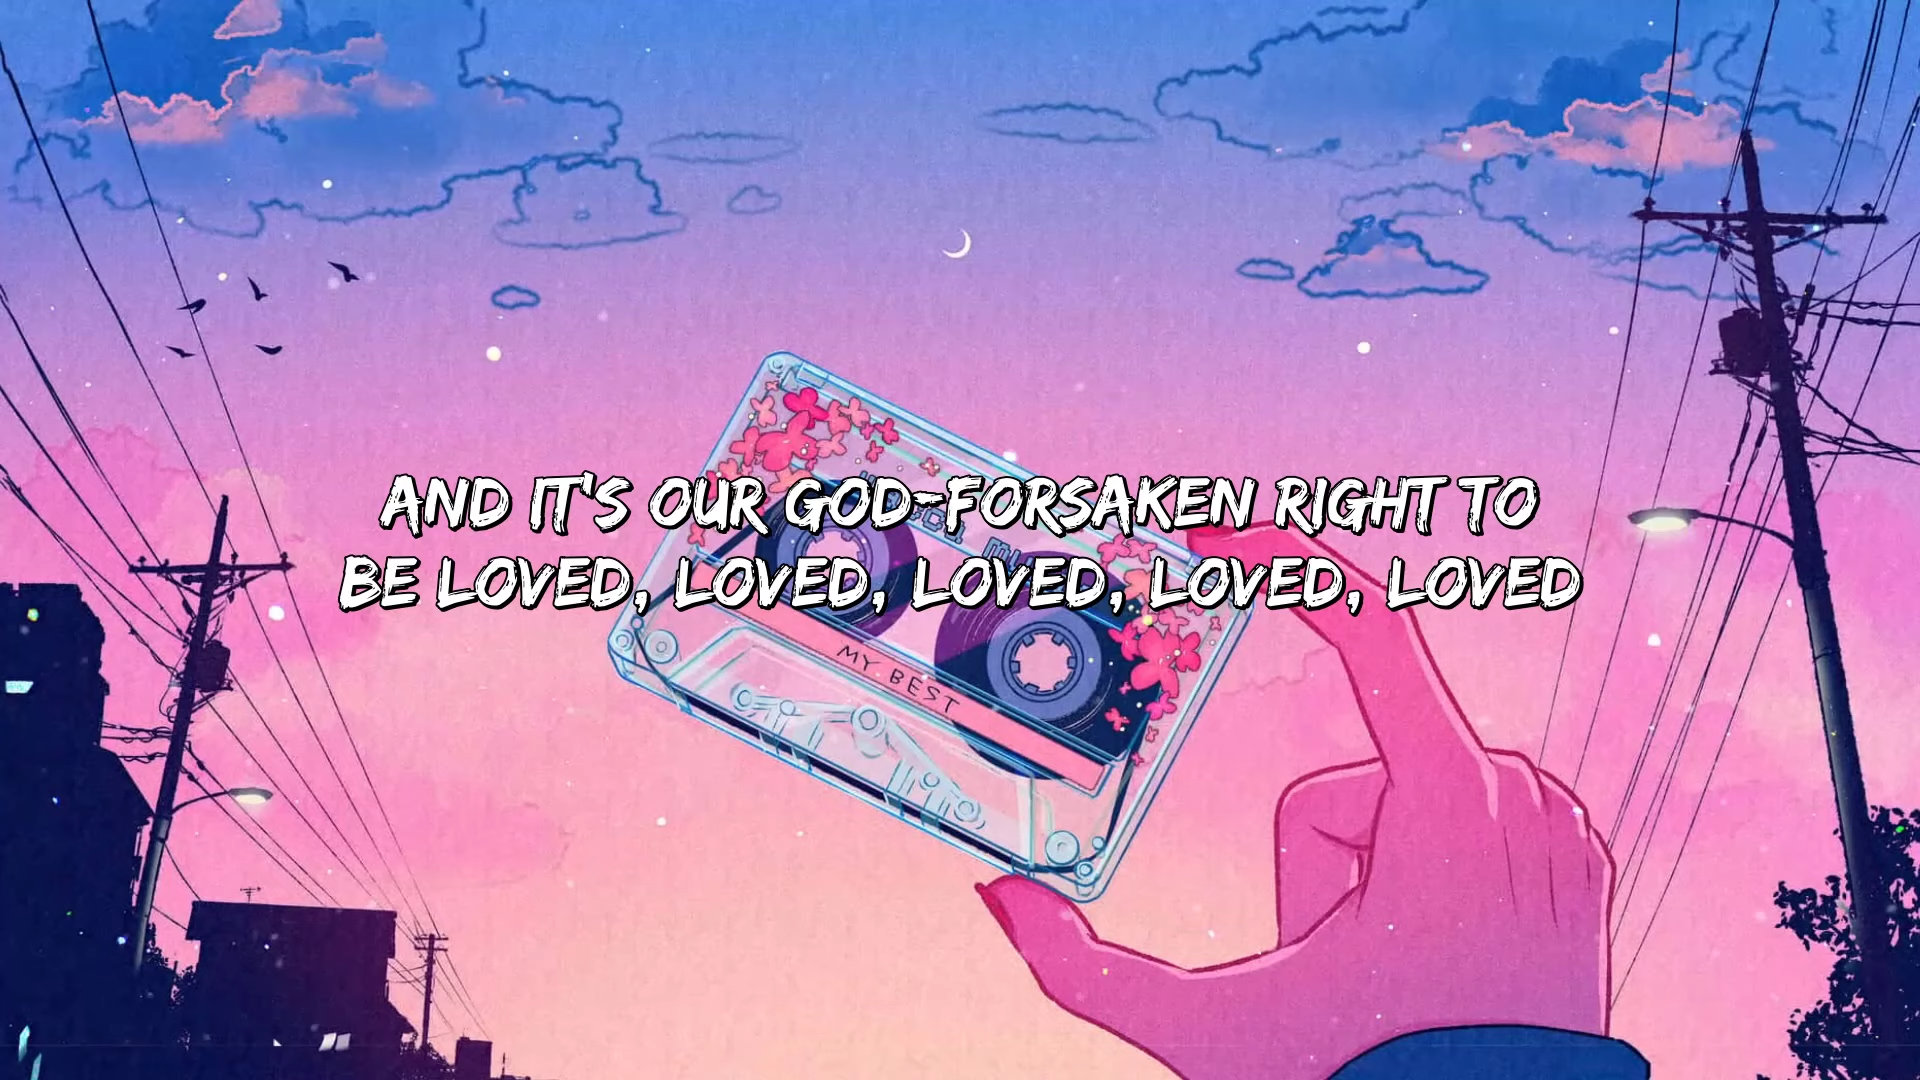 AND IT'S OUR GOD-FORSAKEN RIGHT TO
BE LOVED, LOVED, LOVED, LOVED, LOVED
MY BEST